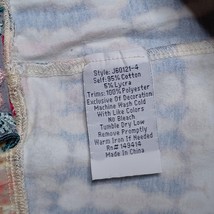 Style: J60121-4
Self:95% Cotton
5% Lycra
Trims:100%Polyester
Exclusive Of Decoration
Machine Wash Cold
With Like Colors
No Bleach
Tumble Dry Low
Remove Promptly
Warm Iron If Needed
Rn# 149414
Made In China